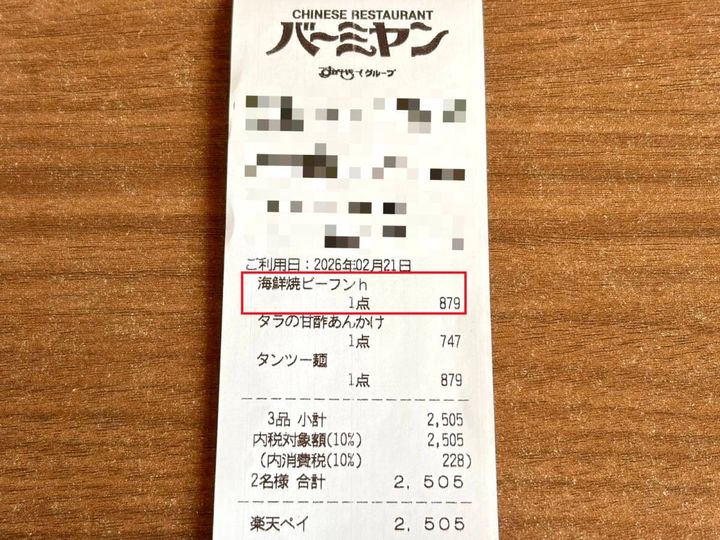 CHINESE RESTAURANT
バーミヤン
すかいらーくグループ
ご利用日：2026年02月21日
海鮮焼ビーフンh
1点 879
タラの甘酢あんかけ
1点 747
タンツー麺
1点 879
3品 小計 2,505
内税対象額(10%) 2,505
(内消費税(10%) 228)
2名様 合計 2,505
楽天ペイ 2,505